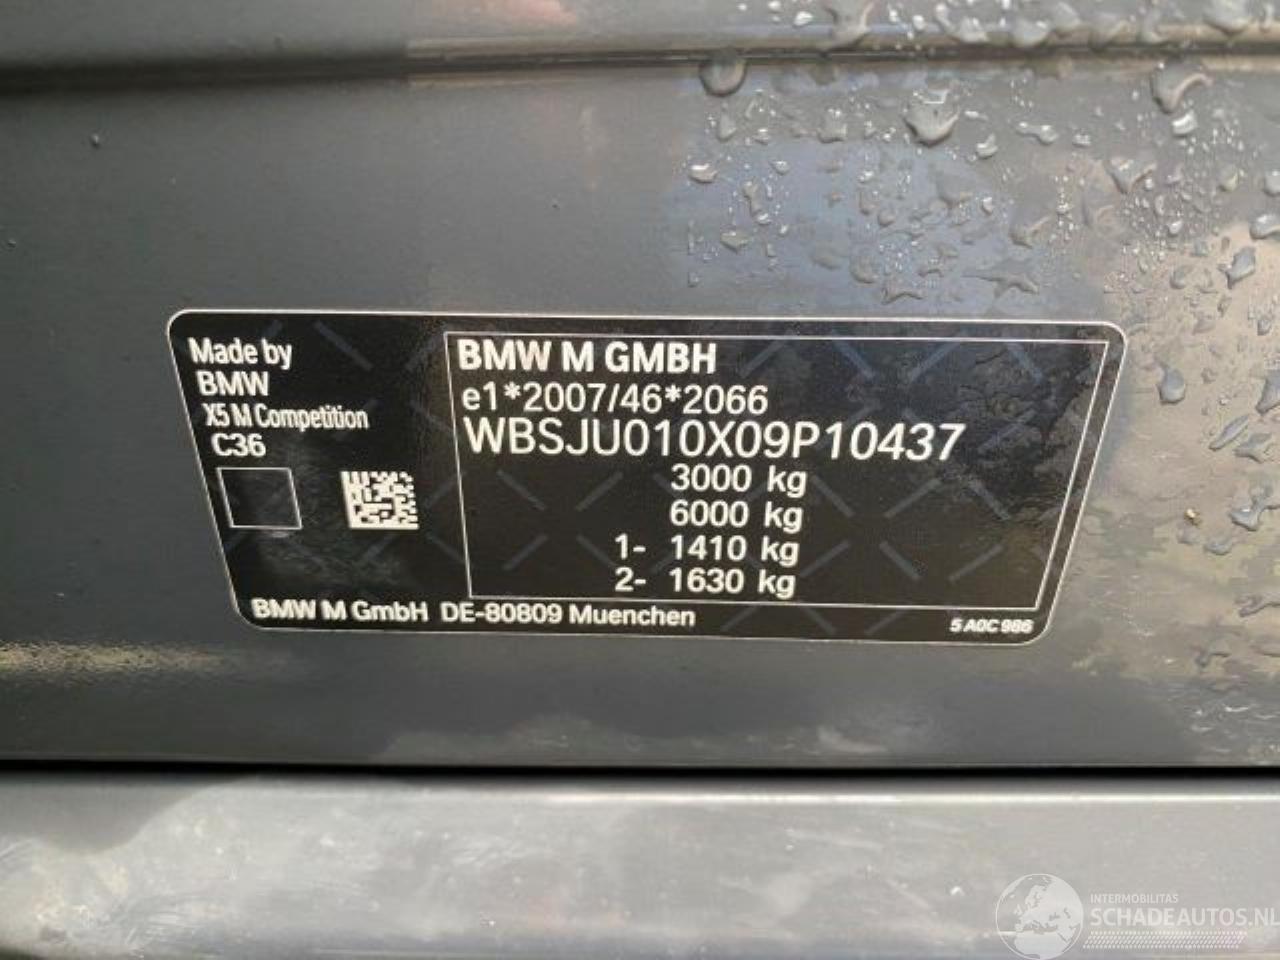 Made by
BMW
X5 M Competition
C36
BMW M GMBH
e1*2007/46*2066
WBSJU010X09P10437
3000 kg
6000 kg
1- 1410 kg
2- 1630 kg
BMW M GmbH DE-80809 Muenchen
5 A0C 986
INTERMOBILITAS
SCHADEAUTOS.NL